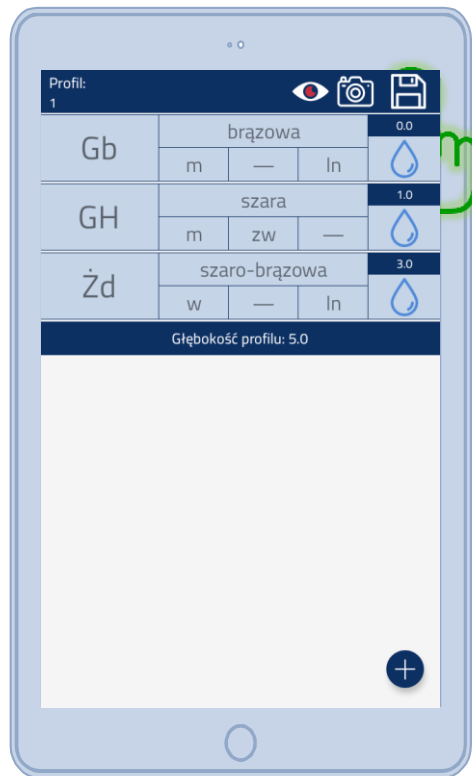 Profil:
1
brązowa
0.0
Gb
m — ln
szara
1.0
GH
m zw —
szaro-brązowa
3.0
Żd
w — ln
Głębokość profilu: 5.0